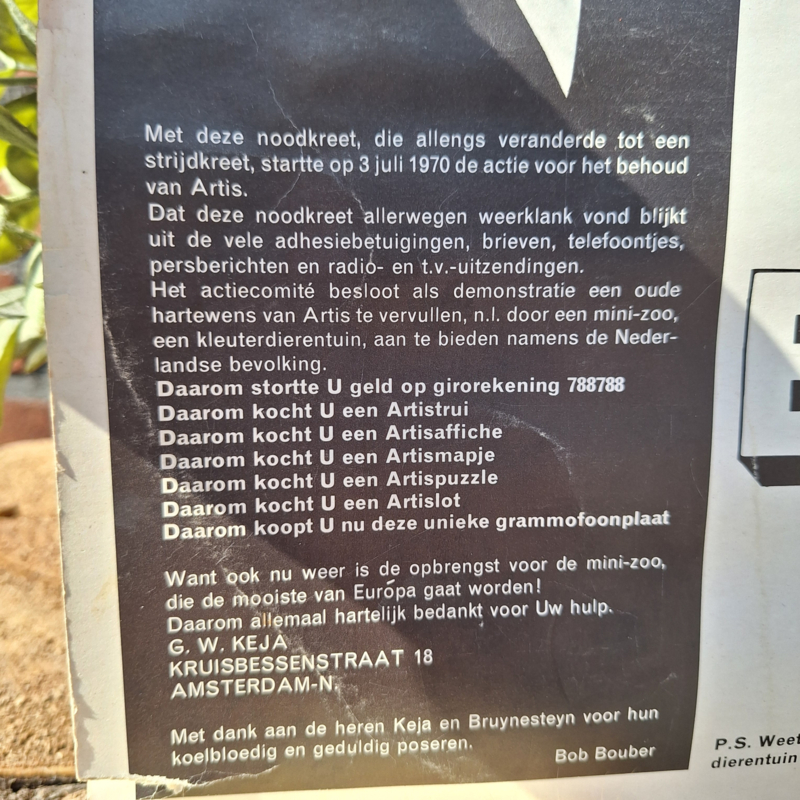 Met deze noodkreet, die allengs veranderde tot een
strijdkreet, startte op 3 juli 1970 de actie voor het behoud
van Artis.
Dat deze noodkreet allerwegen weerklank vond blijkt
uit de vele adhesiebetuigingen, brieven, telefoontjes,
persberichten en radio- en t.v.-uitzendingen.
Het actiecomité besloot als demonstratie een oude
hartewens van Artis te vervullen, n.l. door een mini-zoo,
een kleuterdierentuin, aan te bieden namens de Neder-
landse bevolking.
Daarom stortte U geld op girorekening 788788
Daarom kocht U een Artistrui
Daarom kocht U een Artisaffiche
Daarom kocht U een Artismapje
Daarom kocht U een Artispuzzle
Daarom kocht U een Artislot
Daarom koopt U nu deze unieke grammofoonplaat
Want ook nu weer is de opbrengst voor de mini-zoo,
die de mooiste van Europa gaat worden!
Daarom allemaal hartelijk bedankt voor Uw hulp.
G. W. KEJA
KRUISBESSENSTRAAT 18
AMSTERDAM-N.
Met dank aan de heren Keja en Bruynesteyn voor hun
koelbloedig en geduldig poseren.
Bob Bouber
P.S. Weet
dierentuin